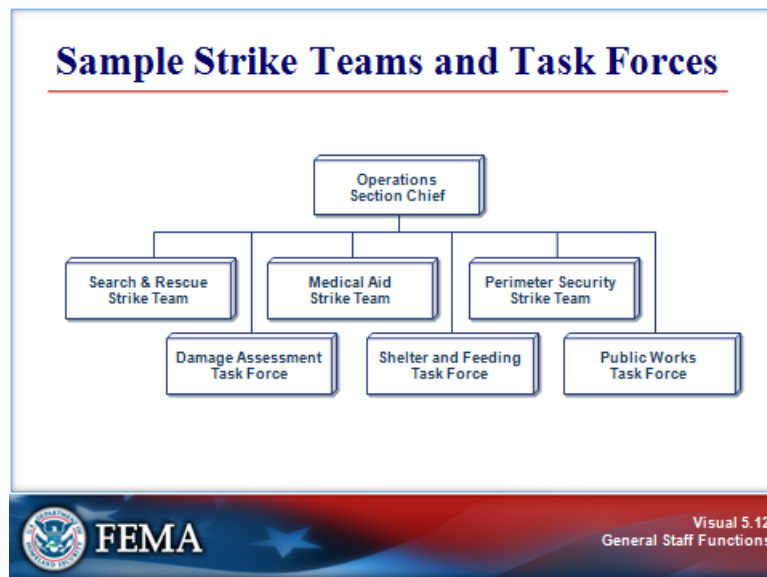 Sample Strike Teams and Task Forces
Operations
Section Chief
Search & Rescue
Strike Team
Medical Aid
Strike Team
Perimeter Security
Strike Team
Damage Assessment
Task Force
Shelter and Feeding
Task Force
Public Works
Task Force
FEMA
Visual 5.12
General Staff Functions